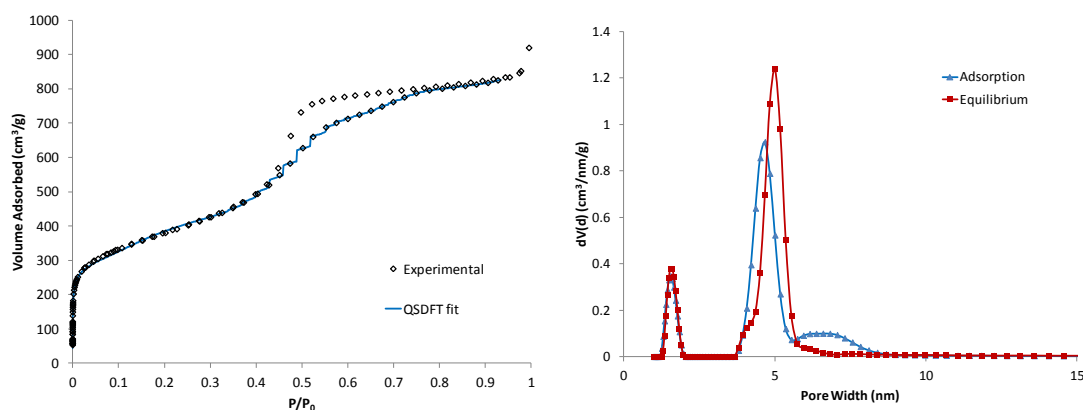 1000
900
800
700
600
500
400
300
200
100
0
Volume Adsorbed (cm³/g)
Experimental
QSDFT fit
0 0.1 0.2 0.3 0.4 0.5 0.6 0.7 0.8 0.9 1
P/P₀
1.4
1.2
1
0.8
0.6
0.4
0.2
0
dV(d) (cm³/nm/g)
Adsorption
Equilibrium
0 5 10 15
Pore Width (nm)